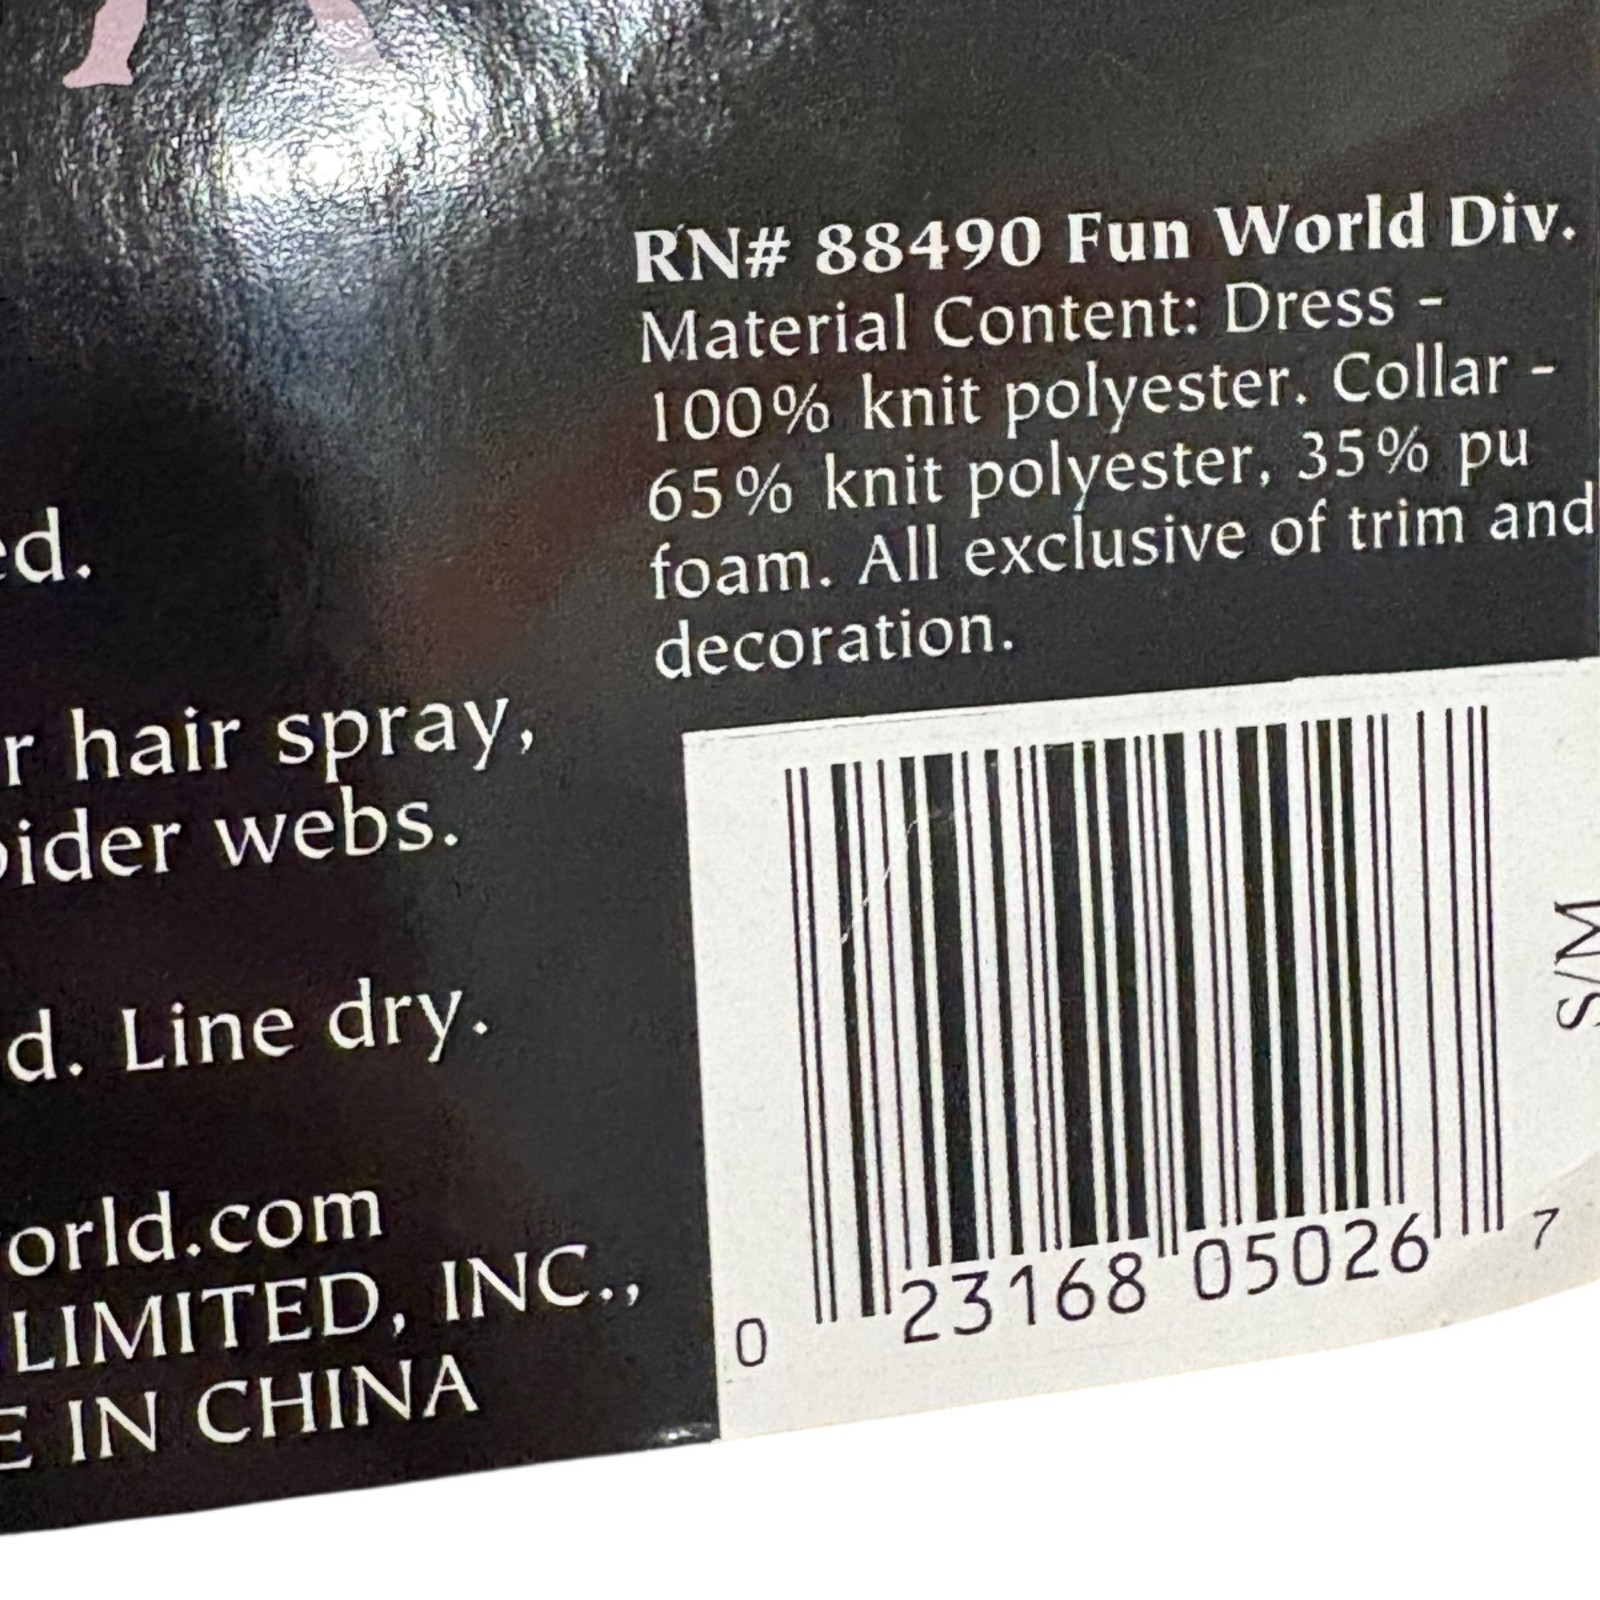 RN# 88490 Fun World Div.
Material Content: Dress -
100% knit polyester. Collar -
65% knit polyester, 35% pu
foam. All exclusive of trim and
decoration.
ed.
r hair spray,
pider webs.
d. Line dry.
orld.com
LIMITED, INC.,
E IN CHINA
S/M
0 23168 05026 7